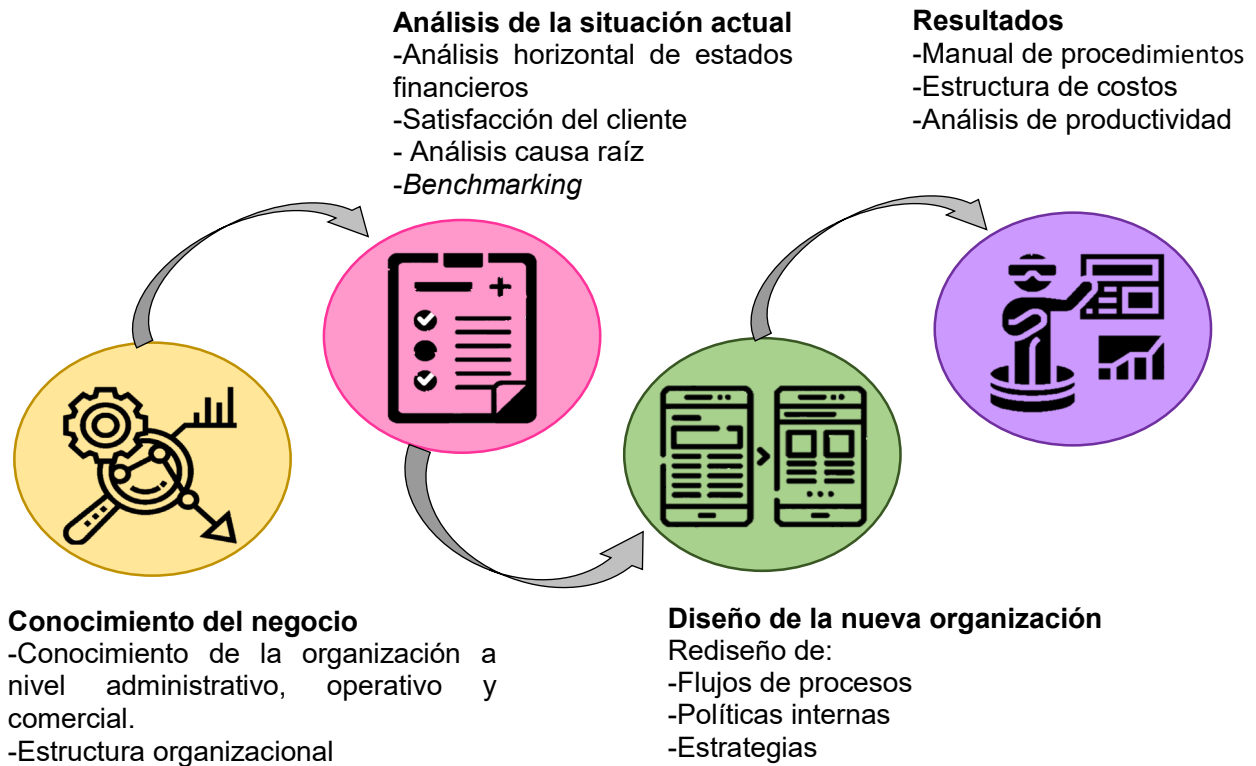 Análisis de la situación actual
-Análisis horizontal de estados
financieros
-Satisfacción del cliente
- Análisis causa raíz
-Benchmarking
Resultados
-Manual de procedimientos
-Estructura de costos
-Análisis de productividad
Conocimiento del negocio
-Conocimiento de la organización a
nivel administrativo, operativo y
comercial.
-Estructura organizacional
Diseño de la nueva organización
Rediseño de:
-Flujos de procesos
-Políticas internas
-Estrategias